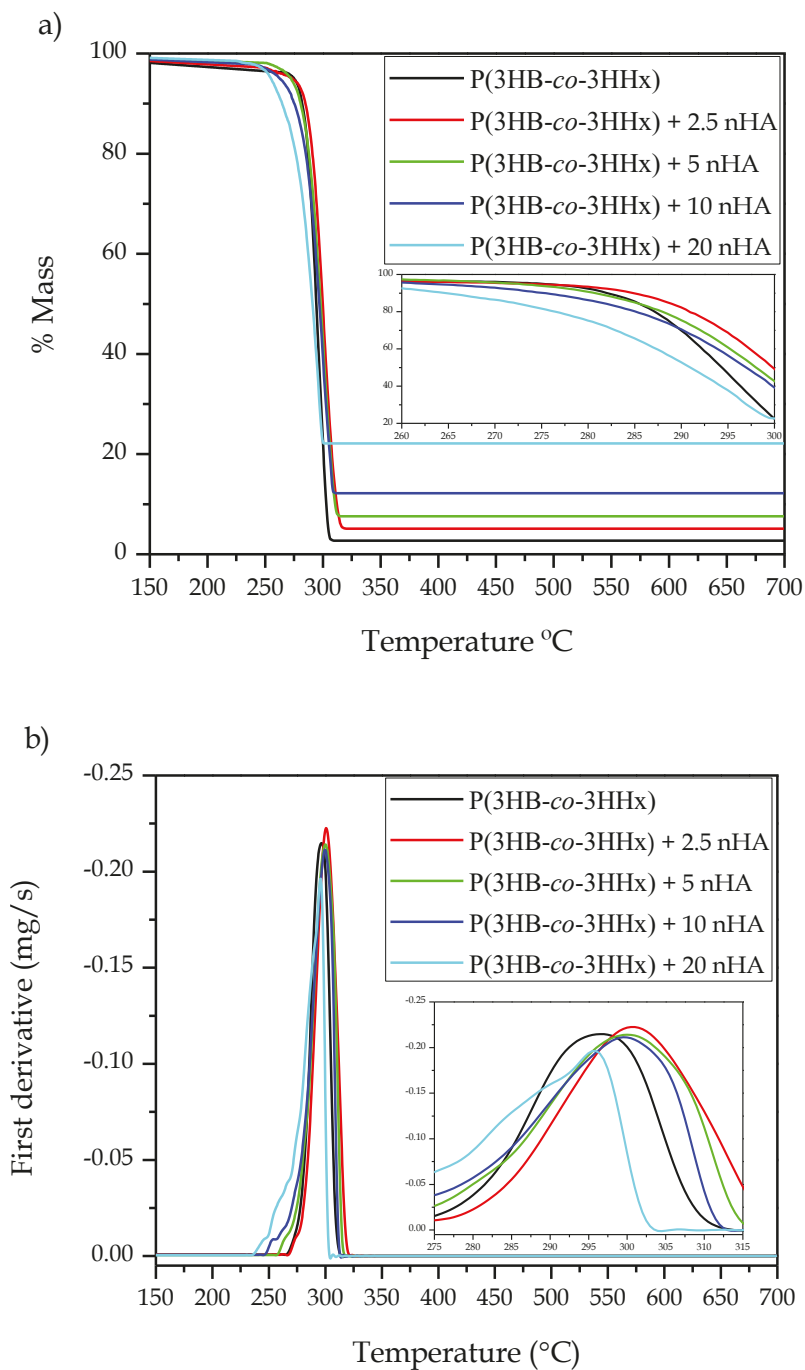 a)
100
80
60
40
20
0
% Mass
P(3HB-co-3HHx)
P(3HB-co-3HHx) + 2.5 nHA
P(3HB-co-3HHx) + 5 nHA
P(3HB-co-3HHx) + 10 nHA
P(3HB-co-3HHx) + 20 nHA
100
80
60
40
20
260 265 270 275 280 285 290 295 300
150 200 250 300 350 400 450 500 550 600 650 700
Temperature ºC
b)
-0.25
-0.20
-0.15
-0.10
-0.05
0.00
First derivative (mg/s)
P(3HB-co-3HHx)
P(3HB-co-3HHx) + 2.5 nHA
P(3HB-co-3HHx) + 5 nHA
P(3HB-co-3HHx) + 10 nHA
P(3HB-co-3HHx) + 20 nHA
-0.25
-0.20
-0.15
-0.10
-0.05
0.00
275 280 285 290 295 300 305 310 315
150 200 250 300 350 400 450 500 550 600 650 700
Temperature (°C)